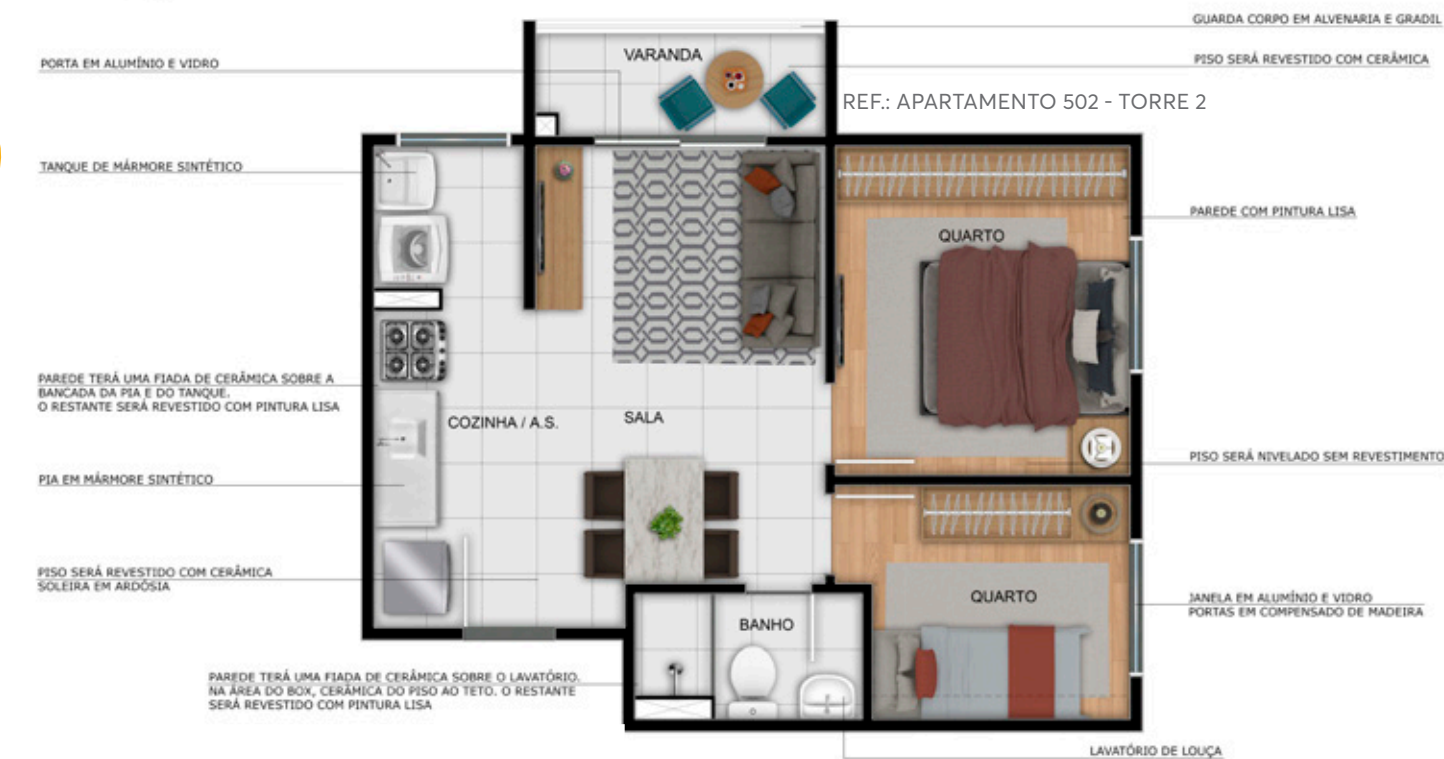 GUARDA CORPO EM ALVENARIA E GRADIL
PORTA EM ALUMÍNIO E VIDRO
VARANDA
PISO SERÁ REVESTIDO COM CERÂMICA
REF.: APARTAMENTO 502 - TORRE 2
TANQUE DE MÁRMORE SINTÉTICO
PAREDE COM PINTURA LISA
QUARTO
PAREDE TERÁ UMA FIADA DE CERÂMICA SOBRE A
BANCADA DA PIA E DO TANQUE.
O RESTANTE SERÁ REVESTIDO COM PINTURA LISA
COZINHA / A.S.
SALA
PISO SERÁ NIVELADO SEM REVESTIMENTO
PIA EM MÁRMORE SINTÉTICO
PISO SERÁ REVESTIDO COM CERÂMICA
SOLEIRA EM ARDÓSIA
QUARTO
JANELA EM ALUMÍNIO E VIDRO
PORTAS EM COMPENSADO DE MADEIRA
BANHO
PAREDE TERÁ UMA FIADA DE CERÂMICA SOBRE O LAVATÓRIO.
NA ÁREA DO BOX, CERÂMICA DO PISO AO TETO. O RESTANTE
SERÁ REVESTIDO COM PINTURA LISA
LAVATÓRIO DE LOUÇA